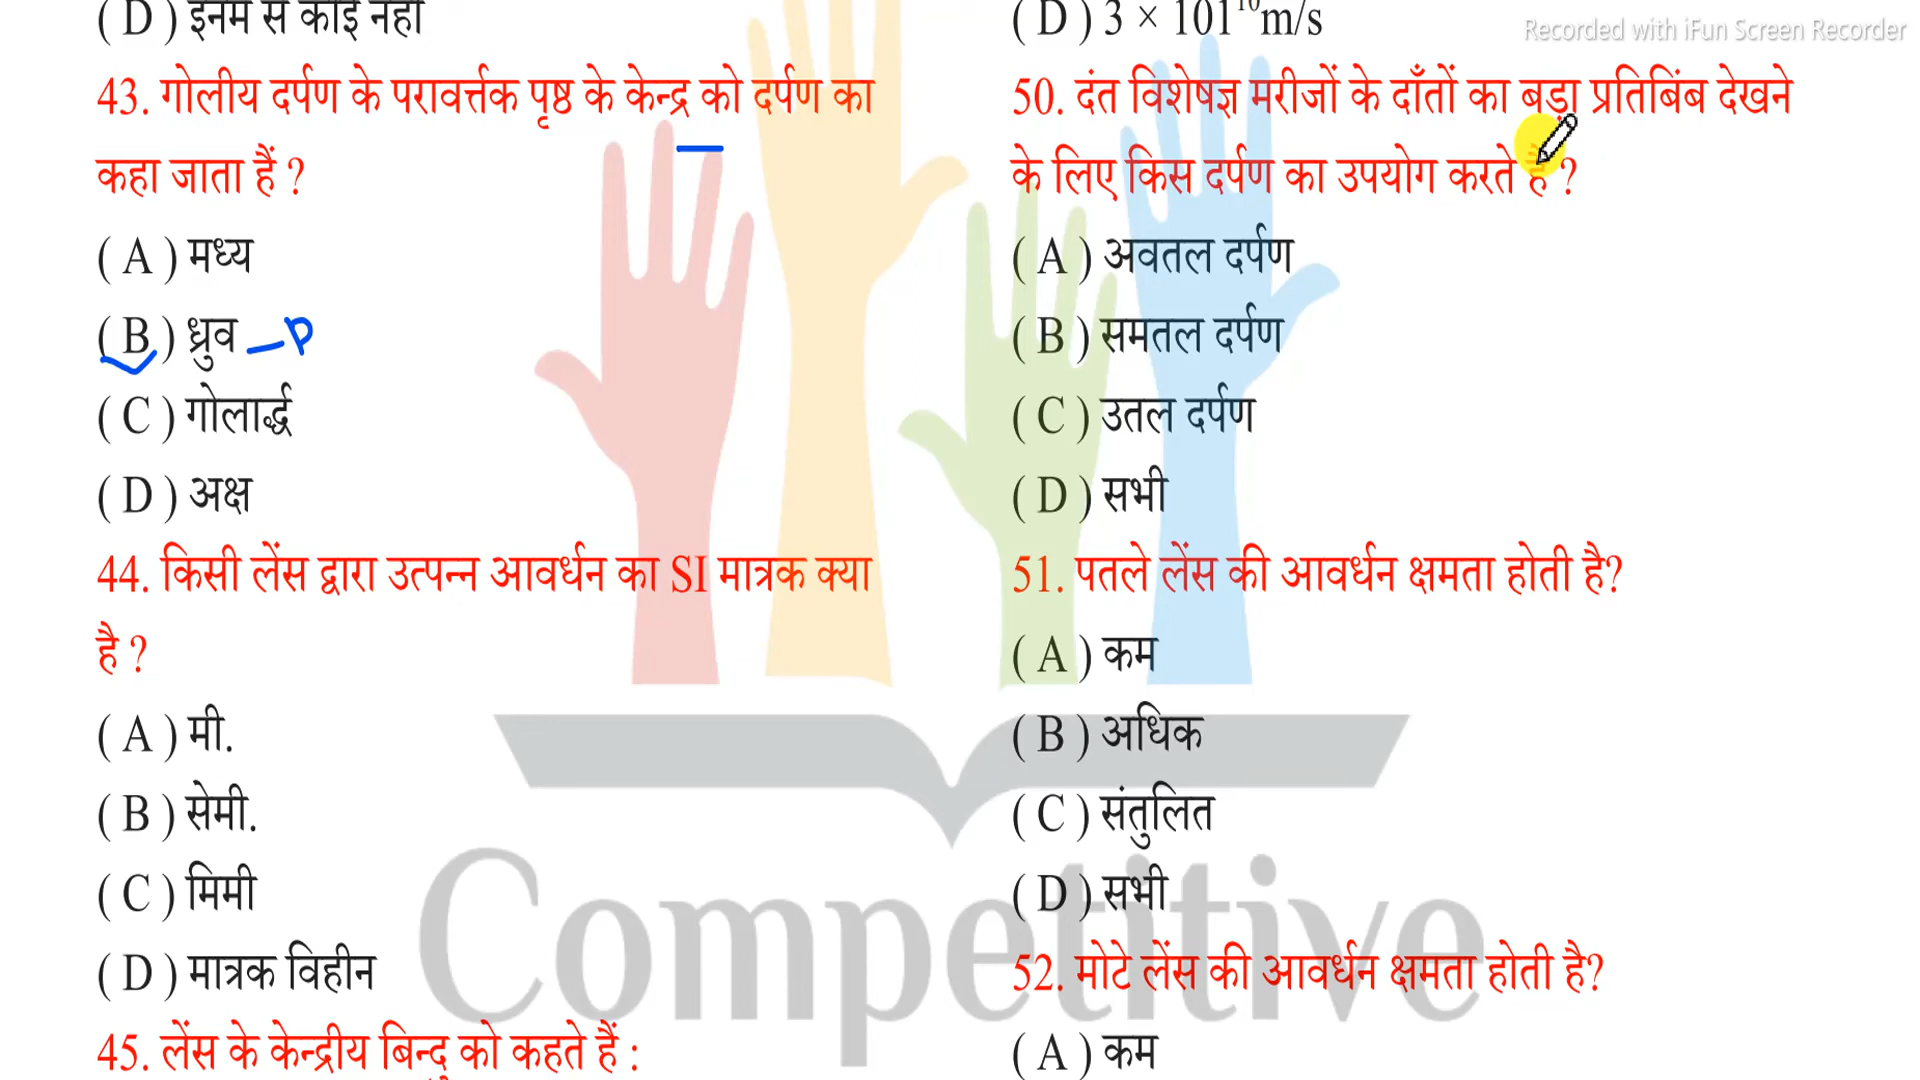 ( D ) इनमें से कोई नहीं
43. गोलीय दर्पण के परावर्त्तक पृष्ठ के केन्द्र को दर्पण का
कहा जाता हैं ?
( A ) मध्य
( B ) ध्रुव – P
( C ) गोलार्द्ध
( D ) अक्ष
44. किसी लेंस द्वारा उत्पन्न आवर्धन का SI मात्रक क्या
है ?
( A ) मी.
( B ) सेमी.
( C ) मिमी
( D ) मात्रक विहीन
45. लेंस के केन्द्रीय बिन्दु को कहते हैं :
( D ) 3 × 101¹⁰m/s
50. दंत विशेषज्ञ मरीजों के दाँतों का बड़ा प्रतिबिंब देखने
के लिए किस दर्पण का उपयोग करते है ?
( A ) अवतल दर्पण
( B ) समतल दर्पण
( C ) उतल दर्पण
( D ) सभी
51. पतले लेंस की आवर्धन क्षमता होती है?
( A ) कम
( B ) अधिक
( C ) संतुलित
( D ) सभी
52. मोटे लेंस की आवर्धन क्षमता होती है?
( A ) कम
Competitive
Recorded with iFun Screen Recorder